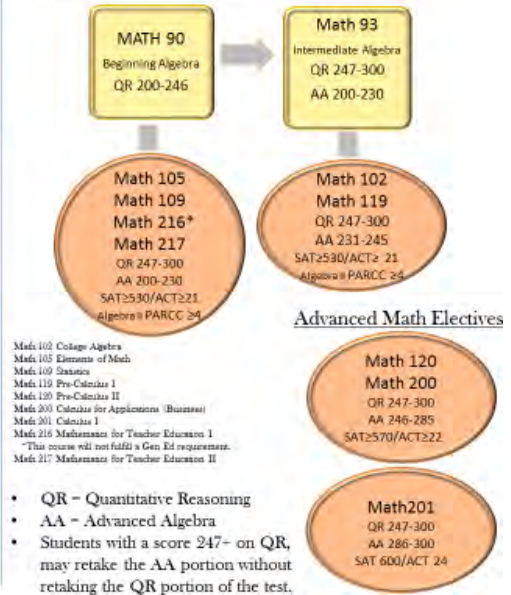 MATH 90
Beginning Algebra
QR 200-246
Math 93
Intermediate Algebra
QR 247-300
AA 200-230
Math 105
Math 109
Math 216*
Math 217
QR 247-300
AA 200-230
SAT≥530/ACT≥21
Algebra II PARCC ≥4
Math 102
Math 119
QR 247-300
AA 231-245
SAT≥530/ACT≥ 21
Algebra II PARCC ≥4
Math 102 College Algebra
Math 105 Elements of Math
Math 109 Statistics
Math 119 Pre-Calculus I
Math 120 Pre-Calculus II
Math 200 Calculus for Applications (Business)
Math 201 Calculus I
Math 216 Mathematics for Teacher Education I
*This course will not fulfill a Gen Ed requirement.
Math 217 Mathematics for Teacher Education II
• QR = Quantitative Reasoning
• AA = Advanced Algebra
• Students with a score 247+ on QR,
may retake the AA portion without
retaking the QR portion of the test.
Advanced Math Electives
Math 120
Math 200
QR 247-300
AA 246-285
SAT≥570/ACT≥22
Math201
QR 247-300
AA 286-300
SAT 600/ACT 24